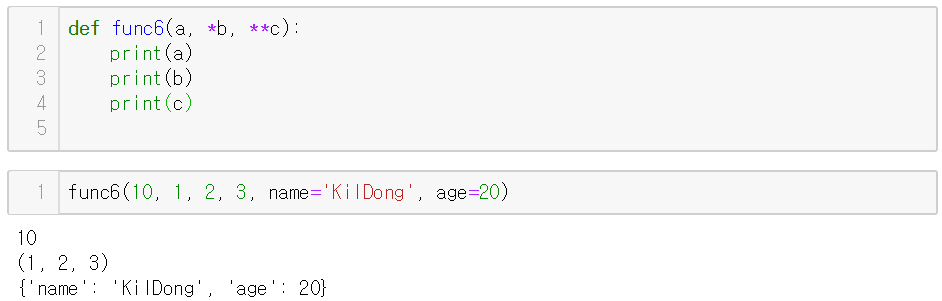 1 def func6(a, *b, **c):
2     print(a)
3     print(b)
4     print(c)
5
1 func6(10, 1, 2, 3, name='KilDong', age=20)
10
(1, 2, 3)
{'name': 'KilDong', 'age': 20}